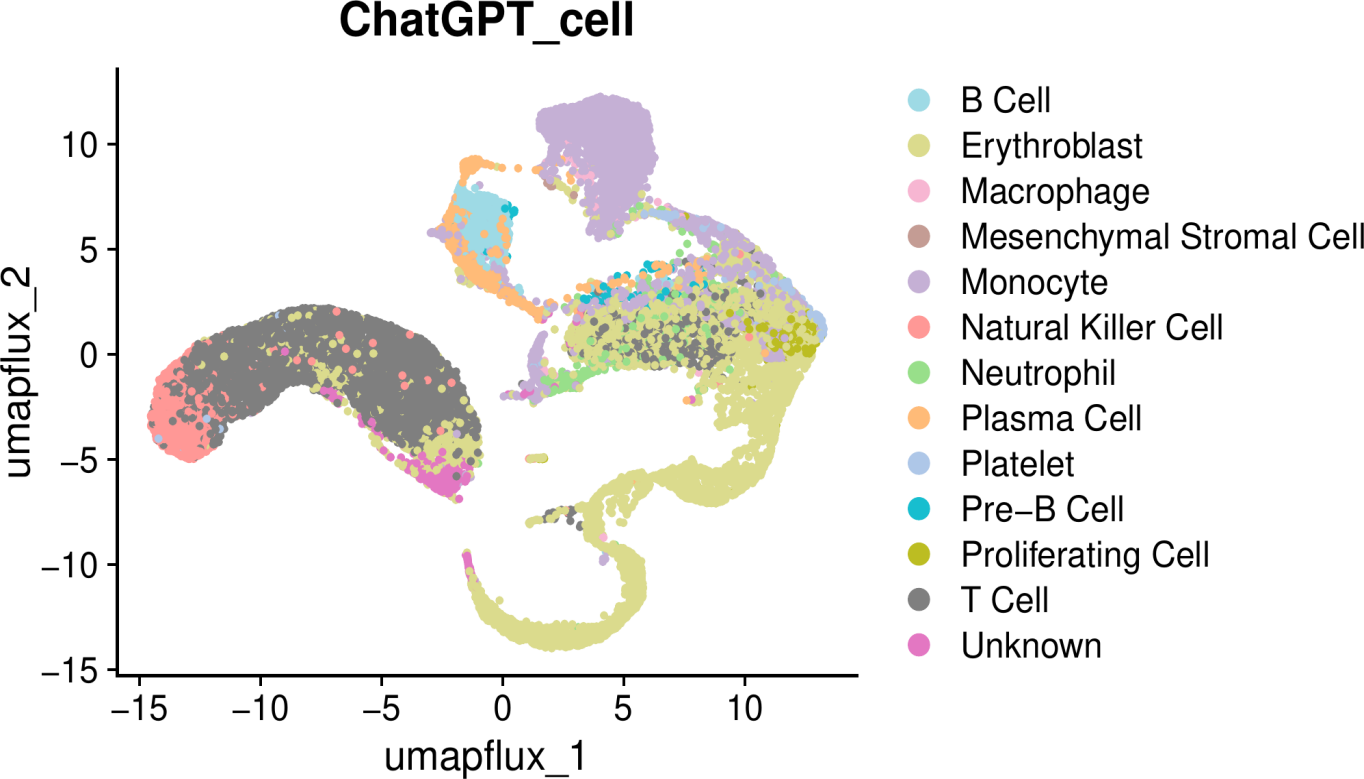 ChatGPT_cell
10
5
0
−5
−10
−15
umapflux_2
−15 −10 −5 0 5 10
umapflux_1
B Cell
Erythroblast
Macrophage
Mesenchymal Stromal Cell
Monocyte
Natural Killer Cell
Neutrophil
Plasma Cell
Platelet
Pre−B Cell
Proliferating Cell
T Cell
Unknown